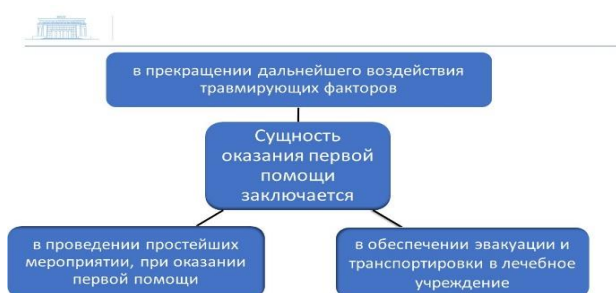 в прекращении дальнейшего воздействия
травмирующих факторов
Сущность
оказания первой
помощи
заключается
в проведении простейших
мероприятии, при оказании
первой помощи
в обеспечении эвакуации и
транспортировки в лечебное
учреждение